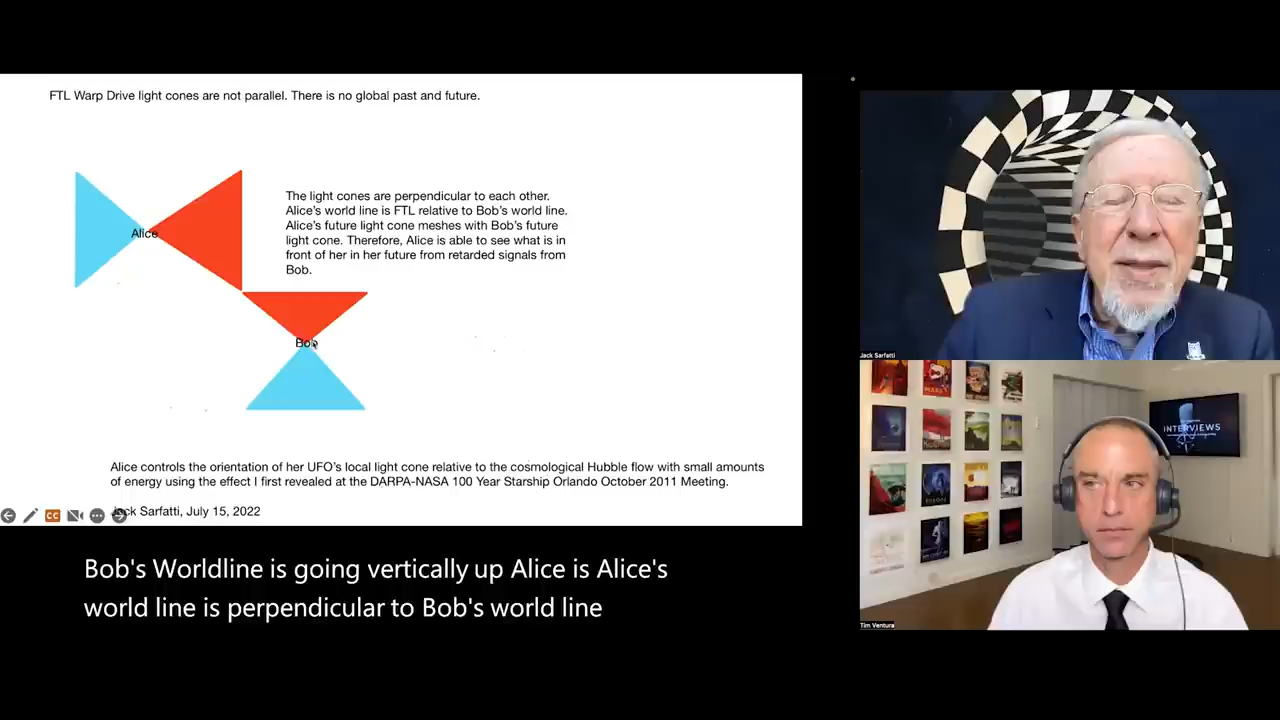 FTL Warp Drive light cones are not parallel. There is no global past and future.
Alice
The light cones are perpendicular to each other.
Alice's world line is FTL relative to Bob's world line.
Alice's future light cone meshes with Bob's future
light cone. Therefore, Alice is able to see what is in
front of her in her future from retarded signals from
Bob.
Bob
Alice controls the orientation of her UFO's local light cone relative to the cosmological Hubble flow with small amounts
of energy using the effect I first revealed at the DARPA-NASA 100 Year Starship Orlando October 2011 Meeting.
CC
Jack Sarfatti, July 15, 2022
Bob's Worldline is going vertically up Alice is Alice's
world line is perpendicular to Bob's world line
Jack Sarfatti
MARS
EUROPA
INTERVIEWS
Tim Ventura